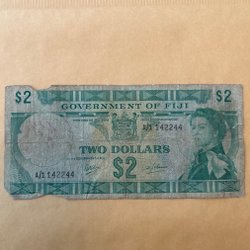 $2 $2
GOVERNMENT OF FIJI
A/1 142244
TWO DOLLARS
A/1 142244 $2